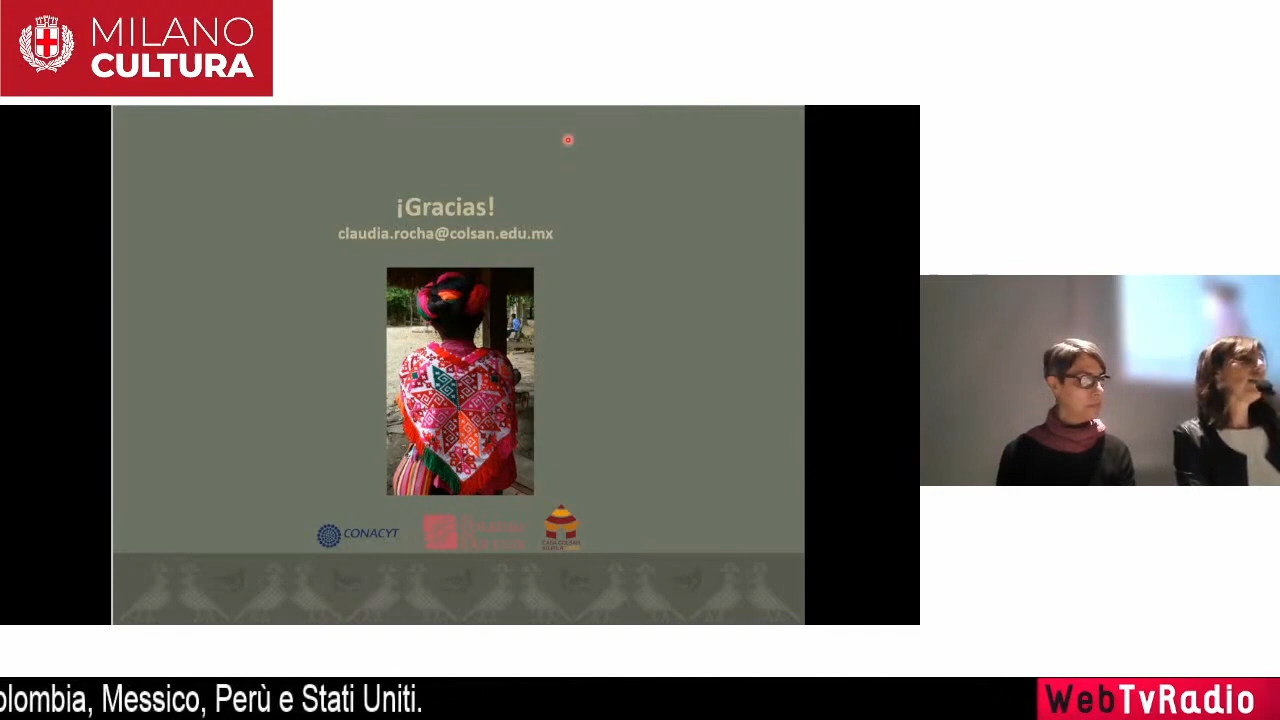 MILANO
CULTURA
¡Gracias!
claudia.rocha@colsan.edu.mx
CONACYT
olombia, Messico, Perù e Stati Uniti.
WebTvRadio